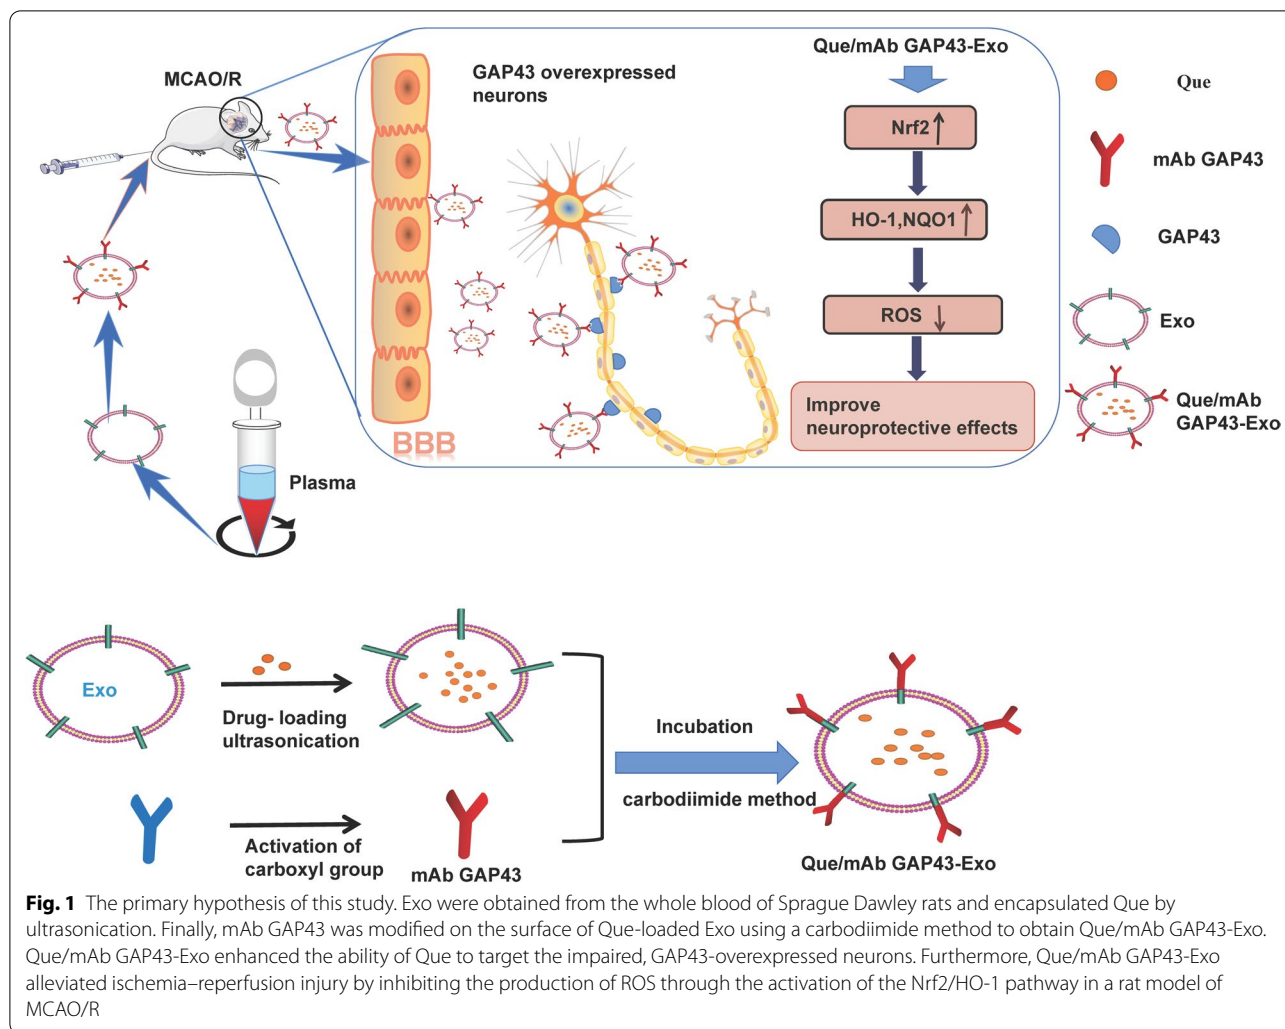 MCAO/R
GAP43 overexpressed
neurons
BBB
Que/mAb GAP43-Exo
Nrf2
HO-1,NQO1
ROS
Improve
neuroprotective effects
Que
mAb GAP43
GAP43
Exo
Que/mAb
GAP43-Exo
Plasma
Exo
Drug- loading
ultrasonication
Activation of
carboxyl group
mAb GAP43
Incubation
carbodiimide method
Que/mAb GAP43-Exo
Fig. 1 The primary hypothesis of this study. Exo were obtained from the whole blood of Sprague Dawley rats and encapsulated Que by
ultrasonication. Finally, mAb GAP43 was modified on the surface of Que-loaded Exo using a carbodiimide method to obtain Que/mAb GAP43-Exo.
Que/mAb GAP43-Exo enhanced the ability of Que to target the impaired, GAP43-overexpressed neurons. Furthermore, Que/mAb GAP43-Exo
alleviated ischemia–reperfusion injury by inhibiting the production of ROS through the activation of the Nrf2/HO-1 pathway in a rat model of
MCAO/R